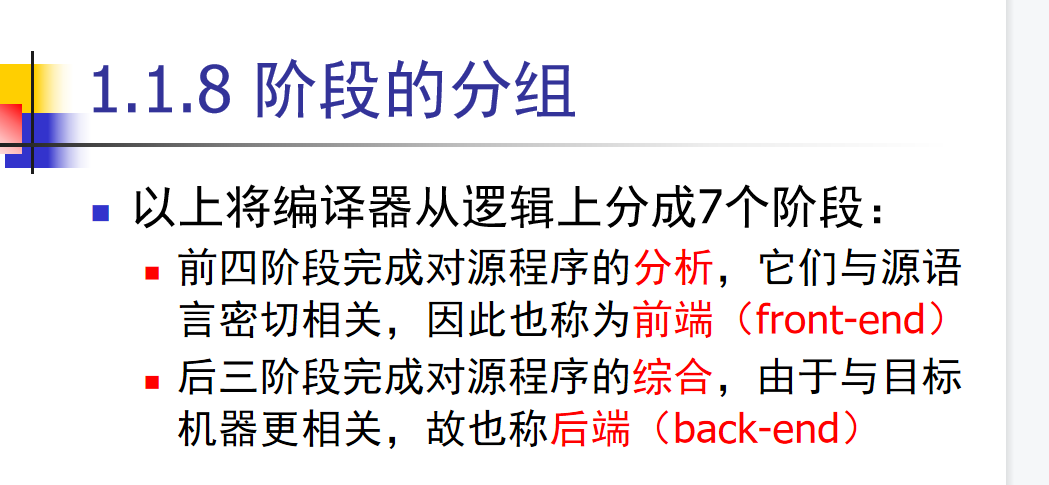 1.1.8 阶段的分组
以上将编译器从逻辑上分成7个阶段：
前四阶段完成对源程序的分析，它们与源语
言密切相关，因此也称为前端（front-end）
后三阶段完成对源程序的综合，由于与目标
机器更相关，故也称后端（back-end）